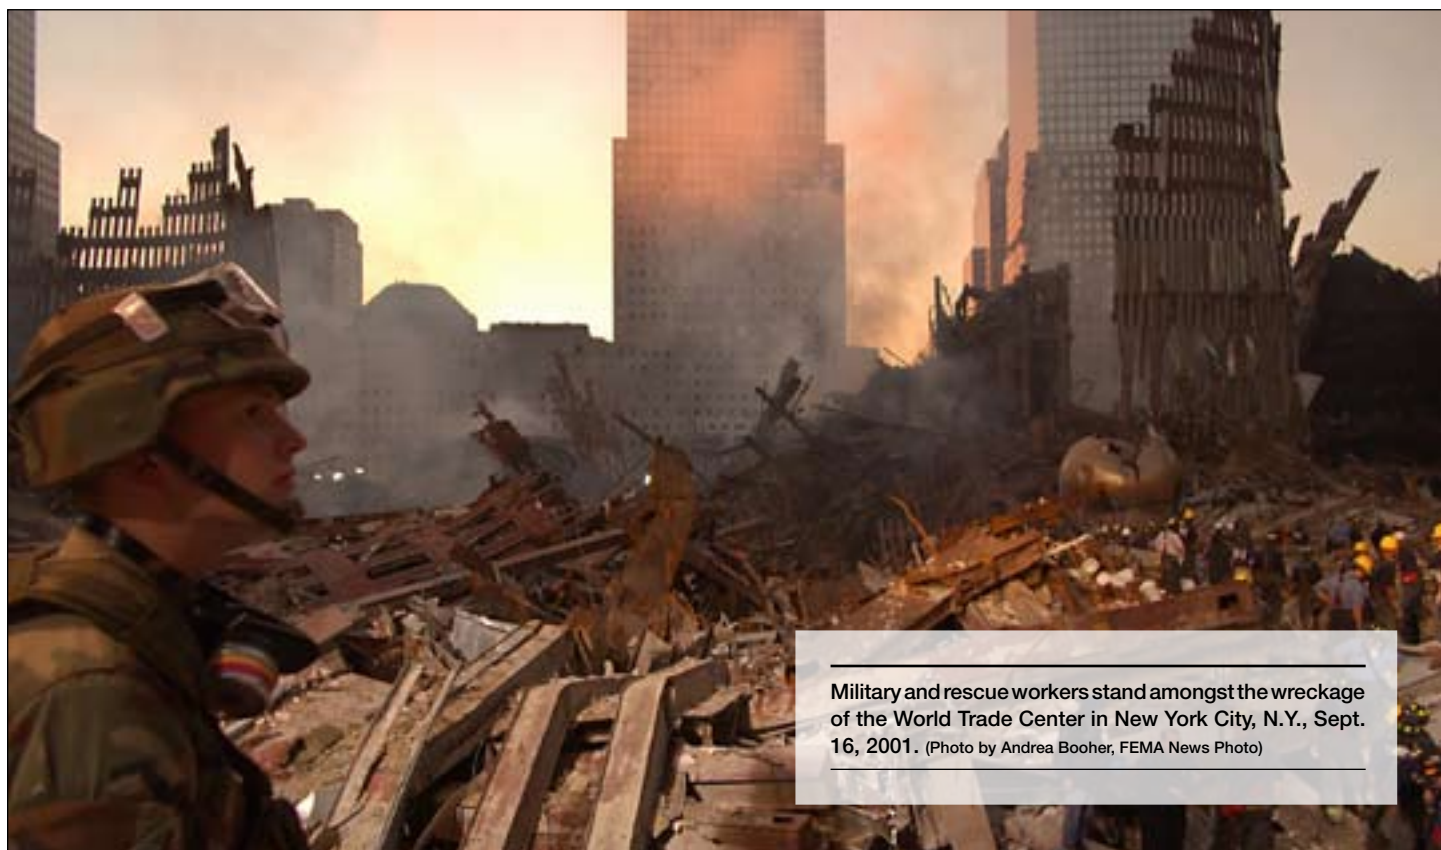 Military and rescue workers stand amongst the wreckage
of the World Trade Center in New York City, N.Y., Sept.
16, 2001. (Photo by Andrea Booher, FEMA News Photo)